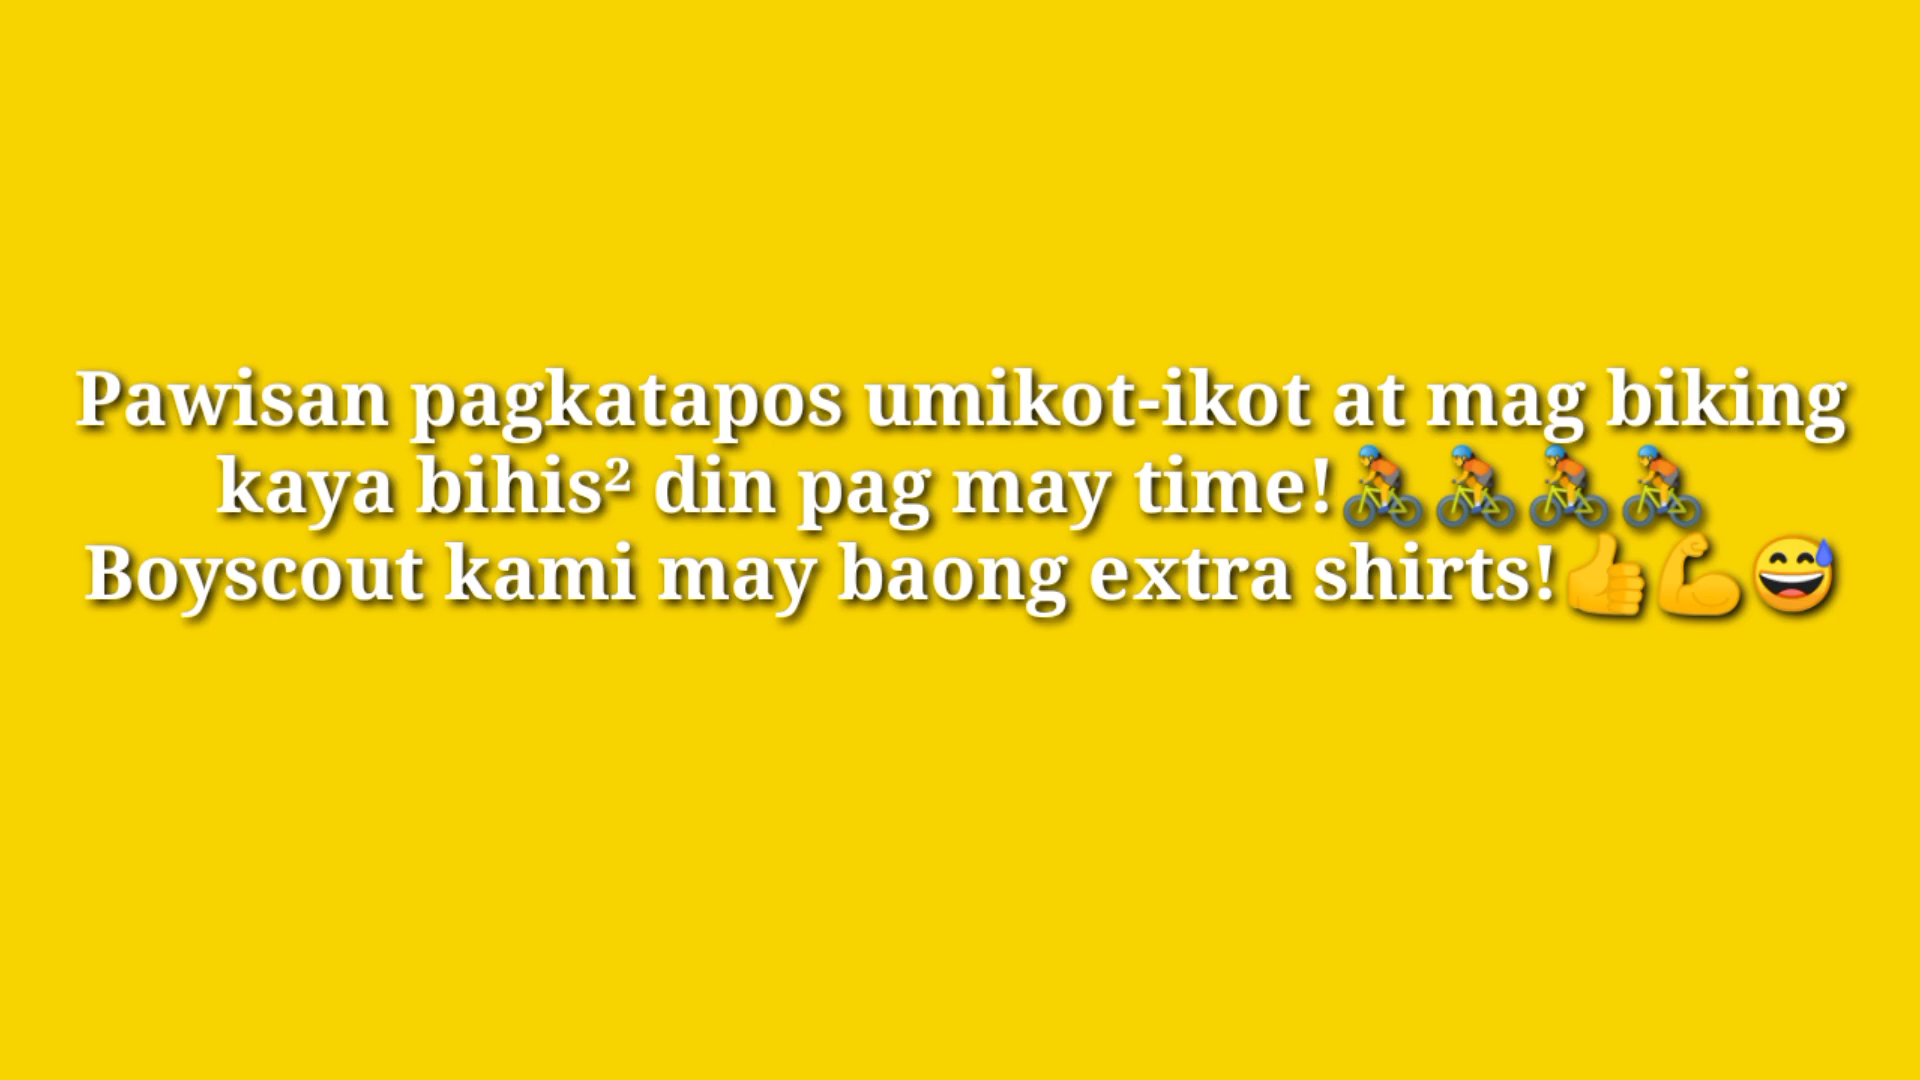 Pawisan pagkatapos umikot-ikot at mag biking
kaya bihis² din pag may time!🚴🚴🚴🚴
Boyscout kami may baong extra shirts!👍💪😅